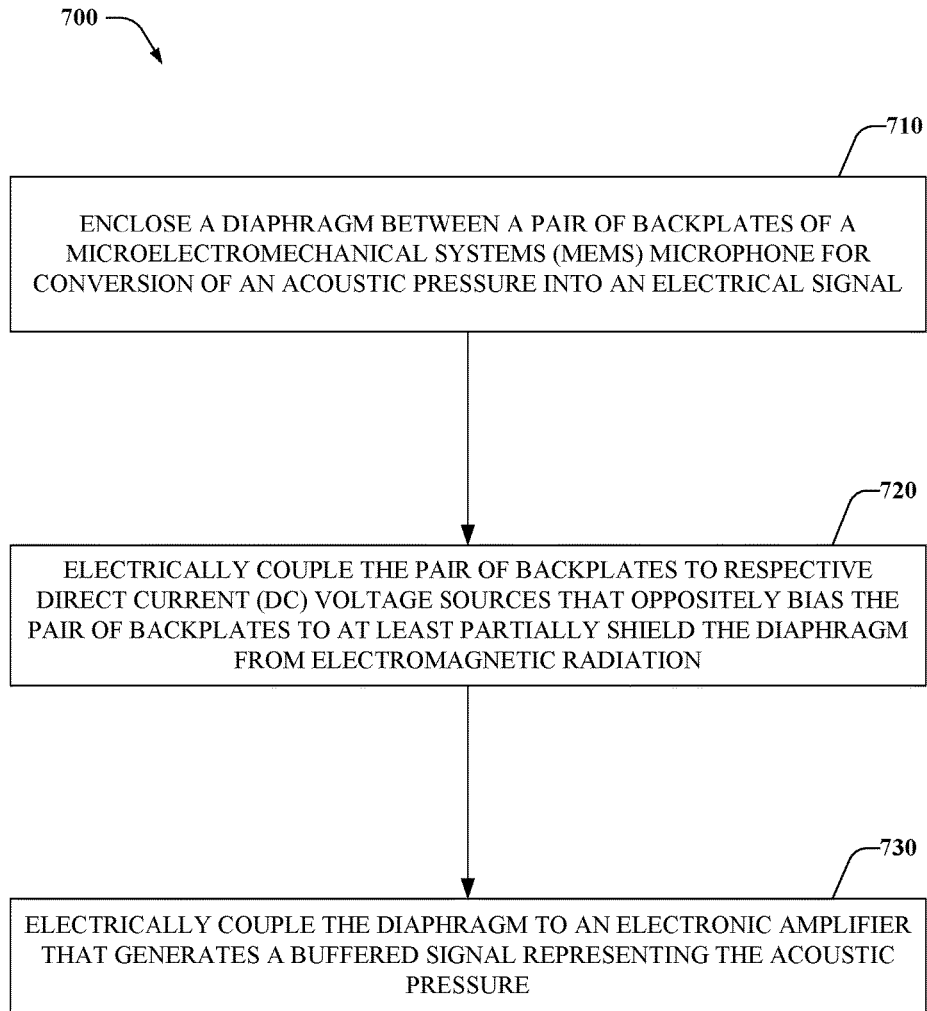 700
710
ENCLOSE A DIAPHRAGM BETWEEN A PAIR OF BACKPLATES OF A
MICROELECTROMECHANICAL SYSTEMS (MEMS) MICROPHONE FOR
CONVERSION OF AN ACOUSTIC PRESSURE INTO AN ELECTRICAL SIGNAL
720
ELECTRICALLY COUPLE THE PAIR OF BACKPLATES TO RESPECTIVE
DIRECT CURRENT (DC) VOLTAGE SOURCES THAT OPPOSITELY BIAS THE
PAIR OF BACKPLATES TO AT LEAST PARTIALLY SHIELD THE DIAPHRAGM
FROM ELECTROMAGNETIC RADIATION
730
ELECTRICALLY COUPLE THE DIAPHRAGM TO AN ELECTRONIC AMPLIFIER
THAT GENERATES A BUFFERED SIGNAL REPRESENTING THE ACOUSTIC
PRESSURE